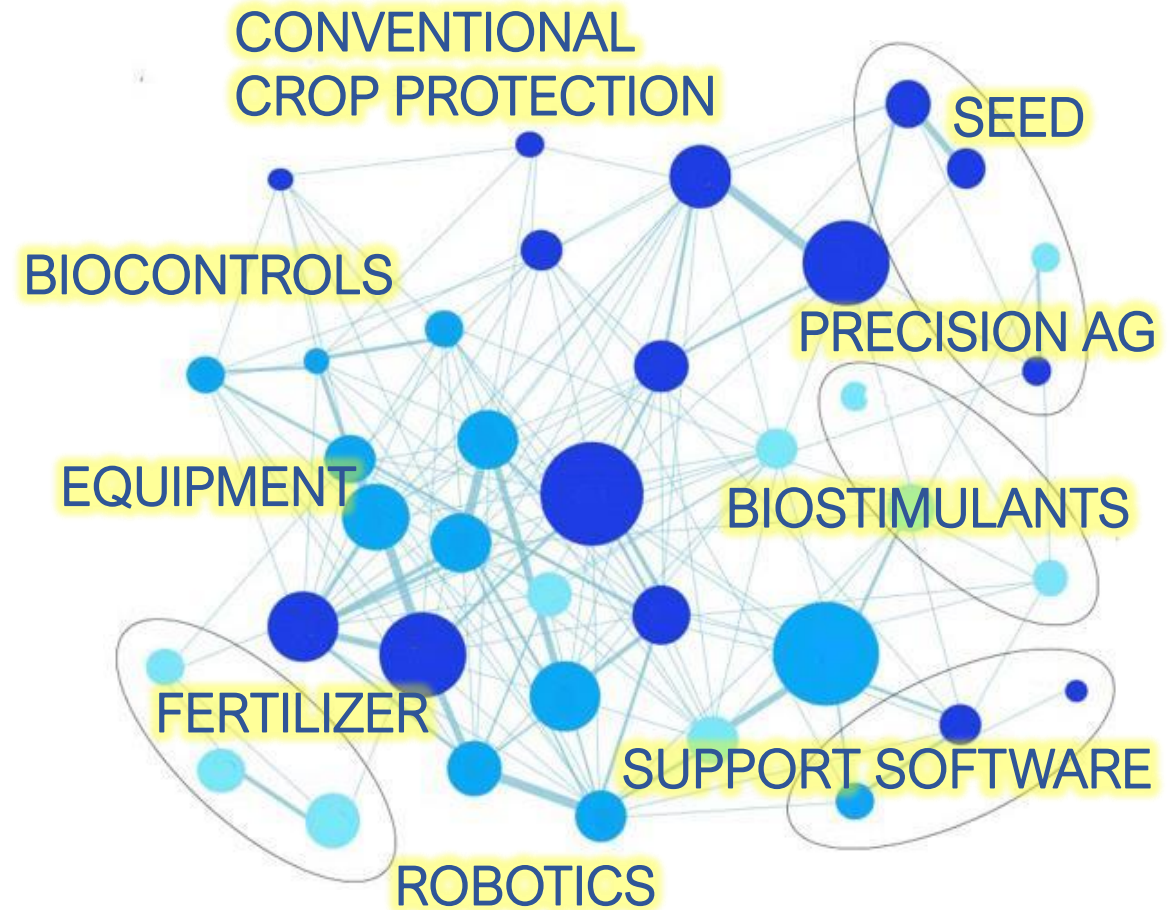 CONVENTIONAL
CROP PROTECTION
SEED
BIOCONTROLS
PRECISION AG
EQUIPMENT
BIOSTIMULANTS
FERTILIZER
SUPPORT SOFTWARE
ROBOTICS